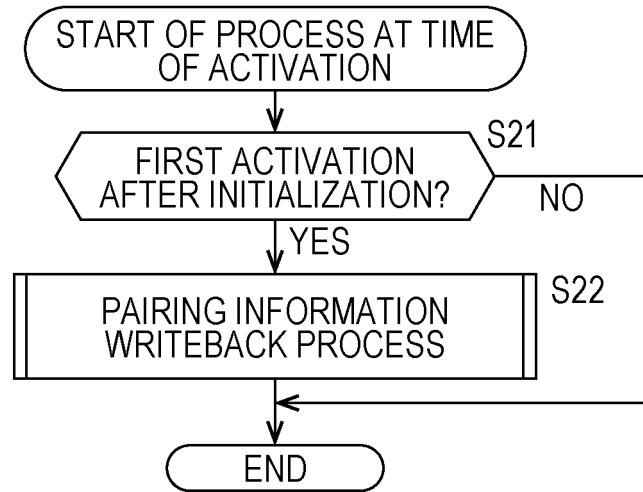 START OF PROCESS AT TIME
OF ACTIVATION
S21
FIRST ACTIVATION
AFTER INITIALIZATION?
NO
YES
S22
PAIRING INFORMATION
WRITEBACK PROCESS
END